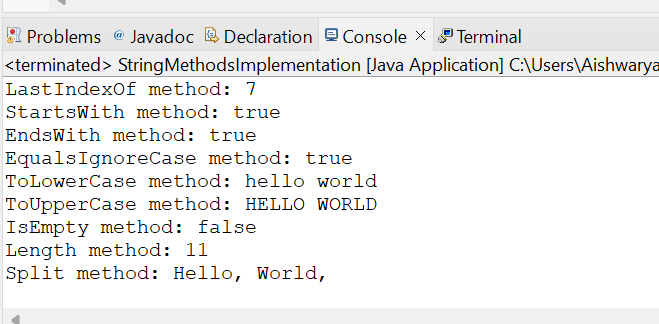 Problems @ Javadoc Declaration Console × Terminal
<terminated> StringMethodsImplementation [Java Application] C:\Users\Aishwarya
LastIndexOf method: 7
StartsWith method: true
EndsWith method: true
EqualsIgnoreCase method: true
ToLowerCase method: hello world
ToUpperCase method: HELLO WORLD
IsEmpty method: false
Length method: 11
Split method: Hello, World,